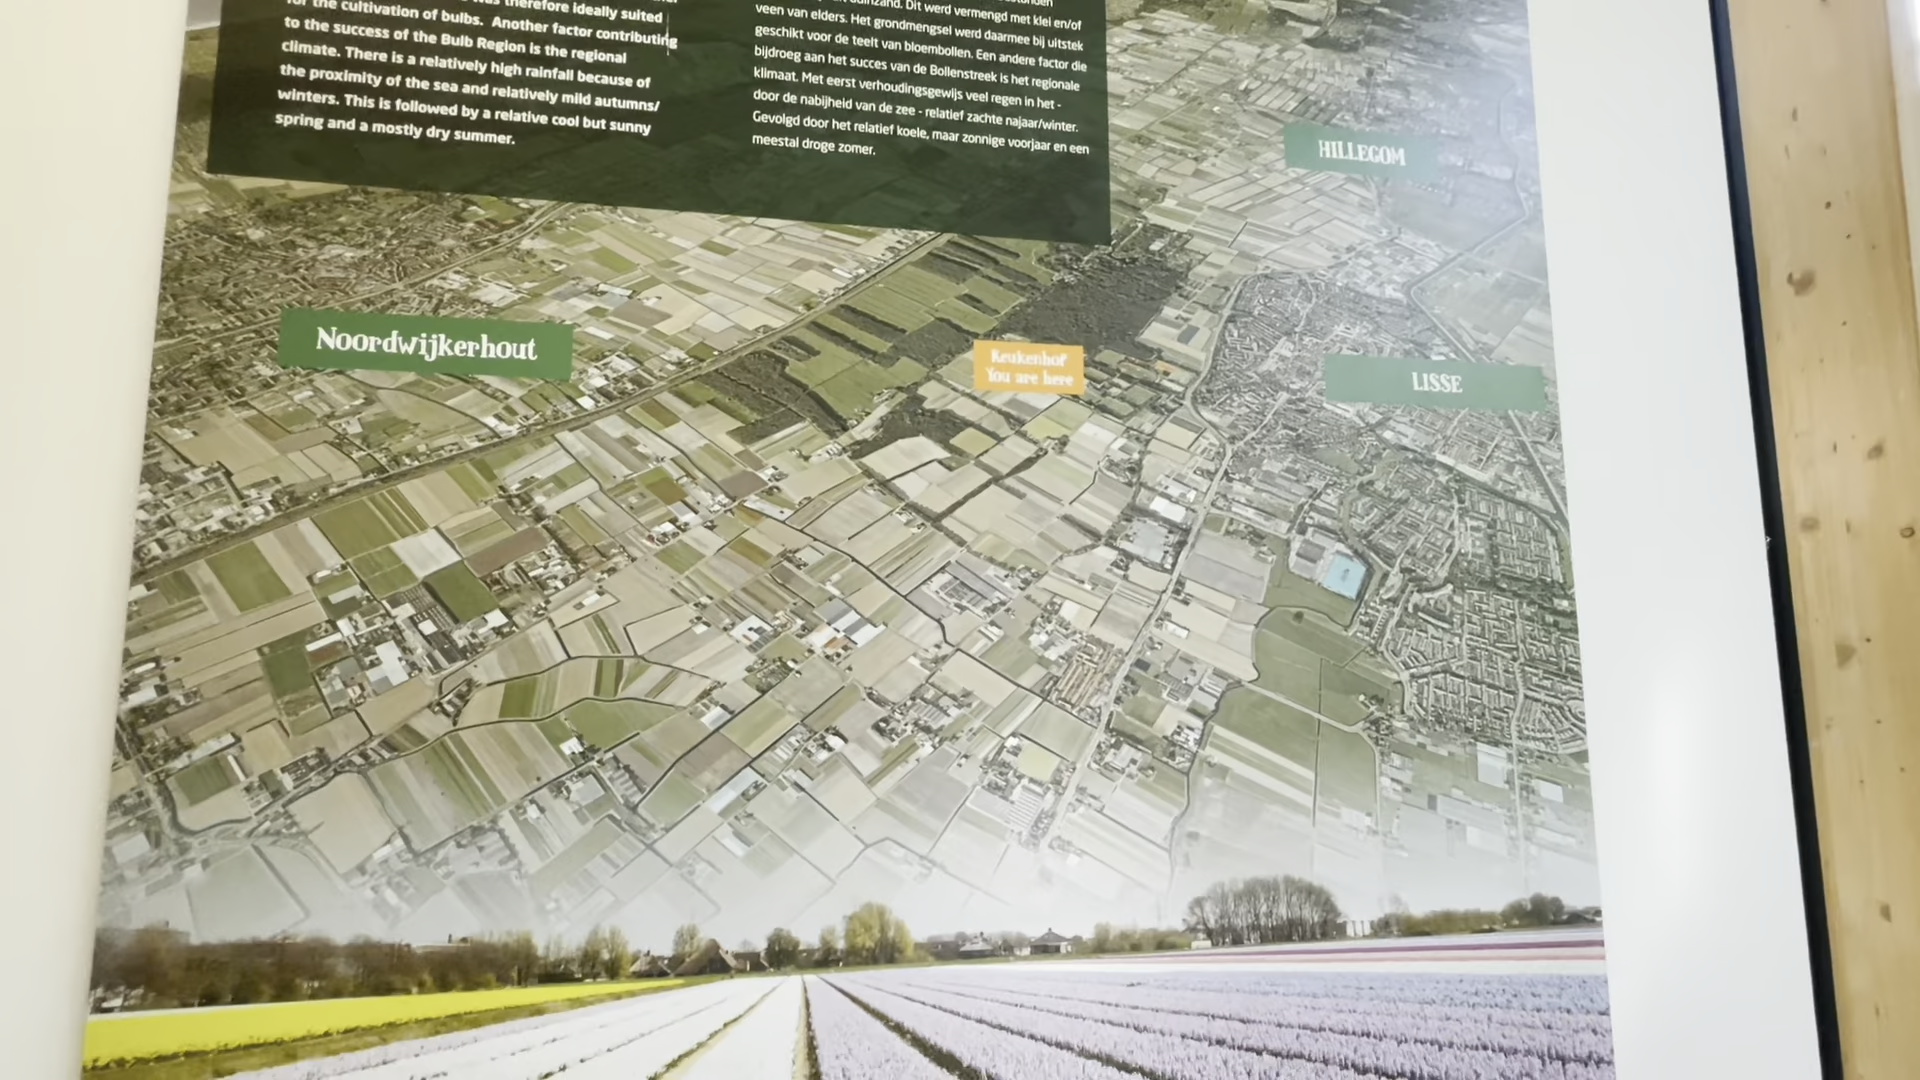 therefore ideally suited
for the cultivation of bulbs. Another factor contributing
to the success of the Bulb Region is the regional
climate. There is a relatively high rainfall because of
the proximity of the sea and relatively mild autumns/
winters. This is followed by a relative cool but sunny
spring and a mostly dry summer.
duinzand. Dit werd vermengd met klei en/of
veen van elders. Het grondmengsel werd daarmee bij uitstek
geschikt voor de teelt van bloembollen. Een andere factor die
bijdroeg aan het succes van de Bollenstreek is het regionale
klimaat. Met eerst verhoudingsgewijs veel regen in het -
door de nabijheid van de zee - relatief zachte najaar/winter.
Gevolgd door het relatief koele, maar zonnige voorjaar en een
meestal droge zomer.
HILLEGOM
Noordwijkerhout
Keukenhof
You are here
LISSE